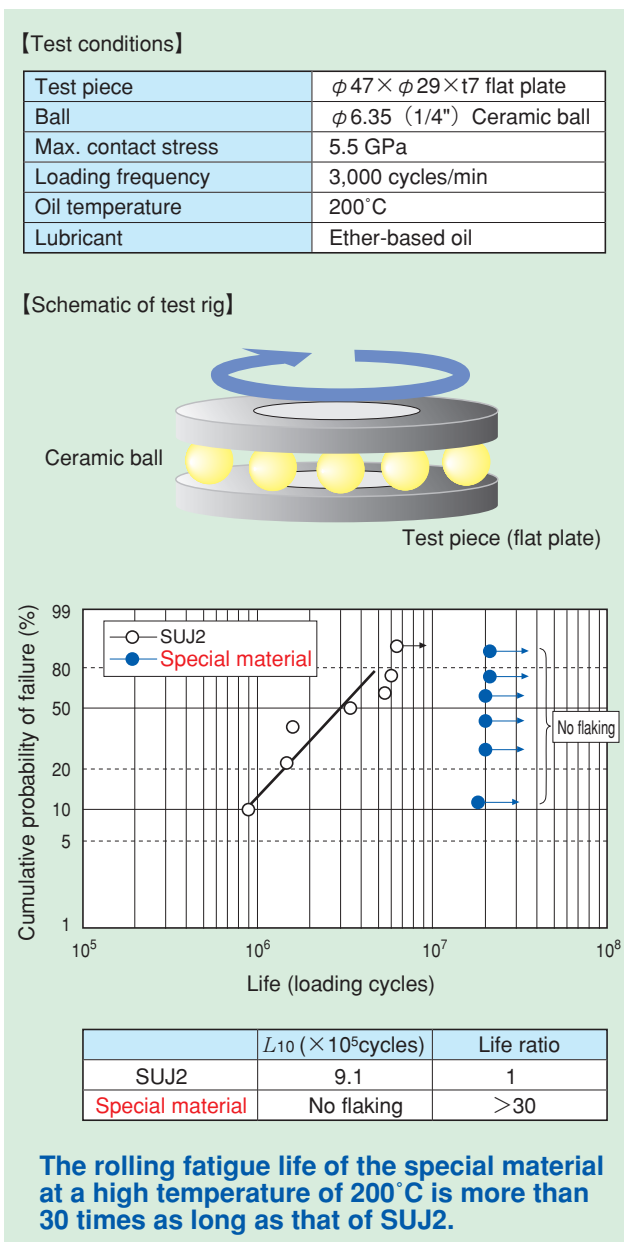 【Test conditions】
Test piece φ47×φ29×t7 flat plate
Ball φ6.35（1/4"）Ceramic ball
Max. contact stress 5.5 GPa
Loading frequency 3,000 cycles/min
Oil temperature 200˚C
Lubricant Ether-based oil
【Schematic of test rig】
Ceramic ball
Test piece (flat plate)
Cumulative probability of failure (%)
99
80
50
20
10
5
1
SUJ2
Special material
No flaking
10⁵ 10⁶ 10⁷ 10⁸
Life (loading cycles)
L10 (×10⁵cycles) Life ratio
SUJ2 9.1 1
Special material No flaking ＞30
The rolling fatigue life of the special material
at a high temperature of 200˚C is more than
30 times as long as that of SUJ2.